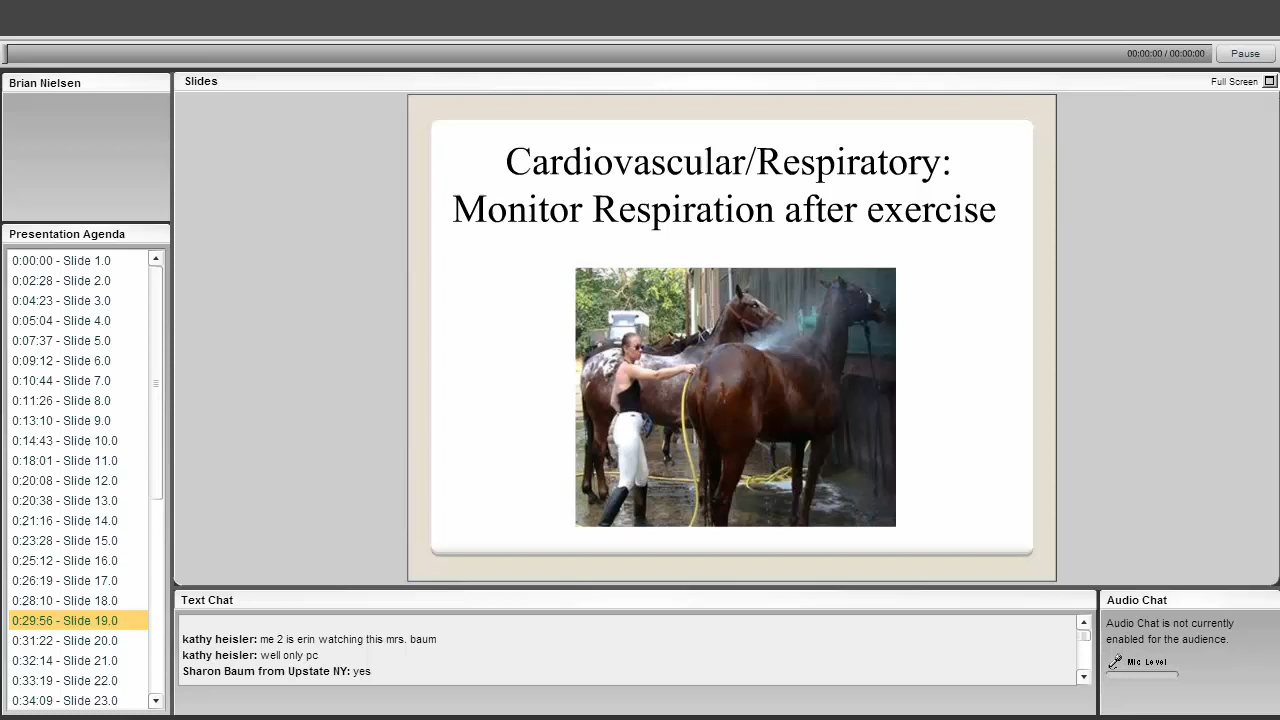 00:00:00 / 00:00:00
Pause
Brian Nielsen
Slides
Full Screen
Cardiovascular/Respiratory:
Monitor Respiration after exercise
Presentation Agenda
0:00:00 - Slide 1.0
0:02:28 - Slide 2.0
0:04:23 - Slide 3.0
0:05:04 - Slide 4.0
0:07:37 - Slide 5.0
0:09:12 - Slide 6.0
0:10:44 - Slide 7.0
0:11:26 - Slide 8.0
0:13:10 - Slide 9.0
0:14:43 - Slide 10.0
0:18:01 - Slide 11.0
0:20:08 - Slide 12.0
0:20:38 - Slide 13.0
0:21:16 - Slide 14.0
0:23:28 - Slide 15.0
0:25:12 - Slide 16.0
0:26:19 - Slide 17.0
0:28:10 - Slide 18.0
0:29:56 - Slide 19.0
0:31:22 - Slide 20.0
0:32:14 - Slide 21.0
0:33:19 - Slide 22.0
0:34:09 - Slide 23.0
Text Chat
kathy heisler: me 2 is erin watching this mrs. baum
kathy heisler: well only pc
Sharon Baum from Upstate NY: yes
Audio Chat
Audio Chat is not currently
enabled for the audience.
Mic Level